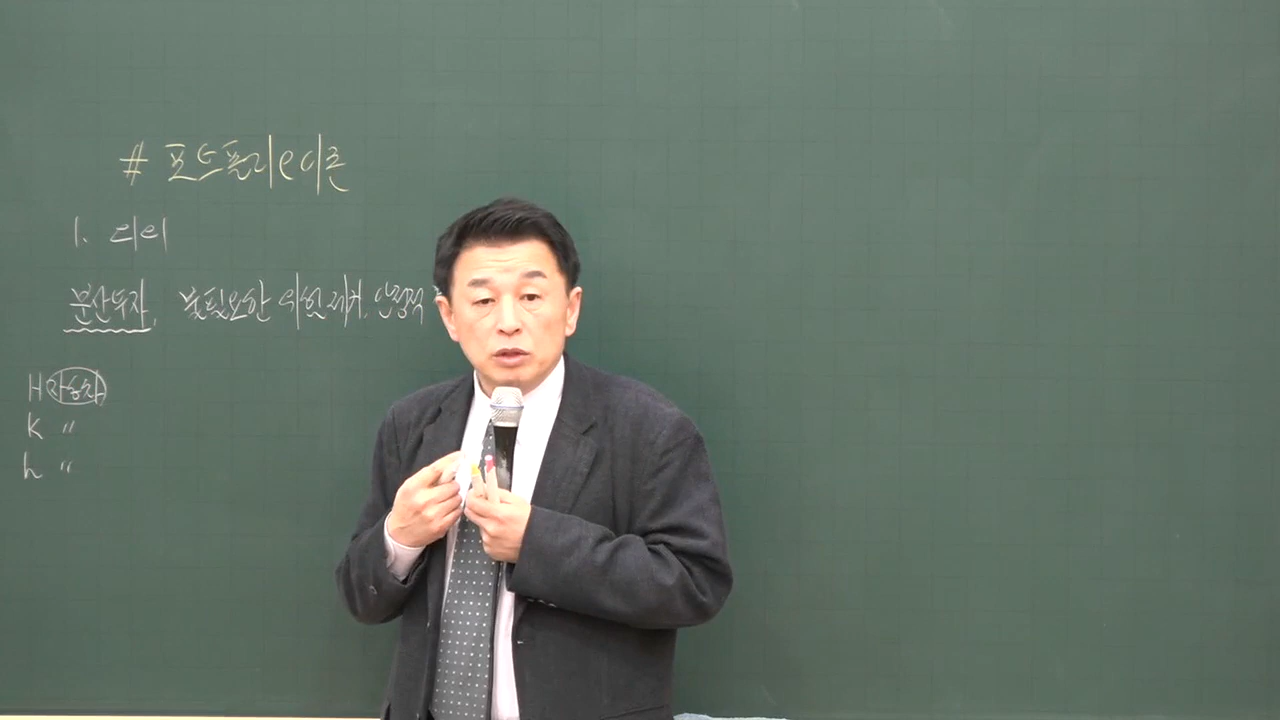 # 포트폴리오이론
1. 의의
분산투자, 불필요한 위험제거, 안정적
H 자동차
K 〃
h 〃